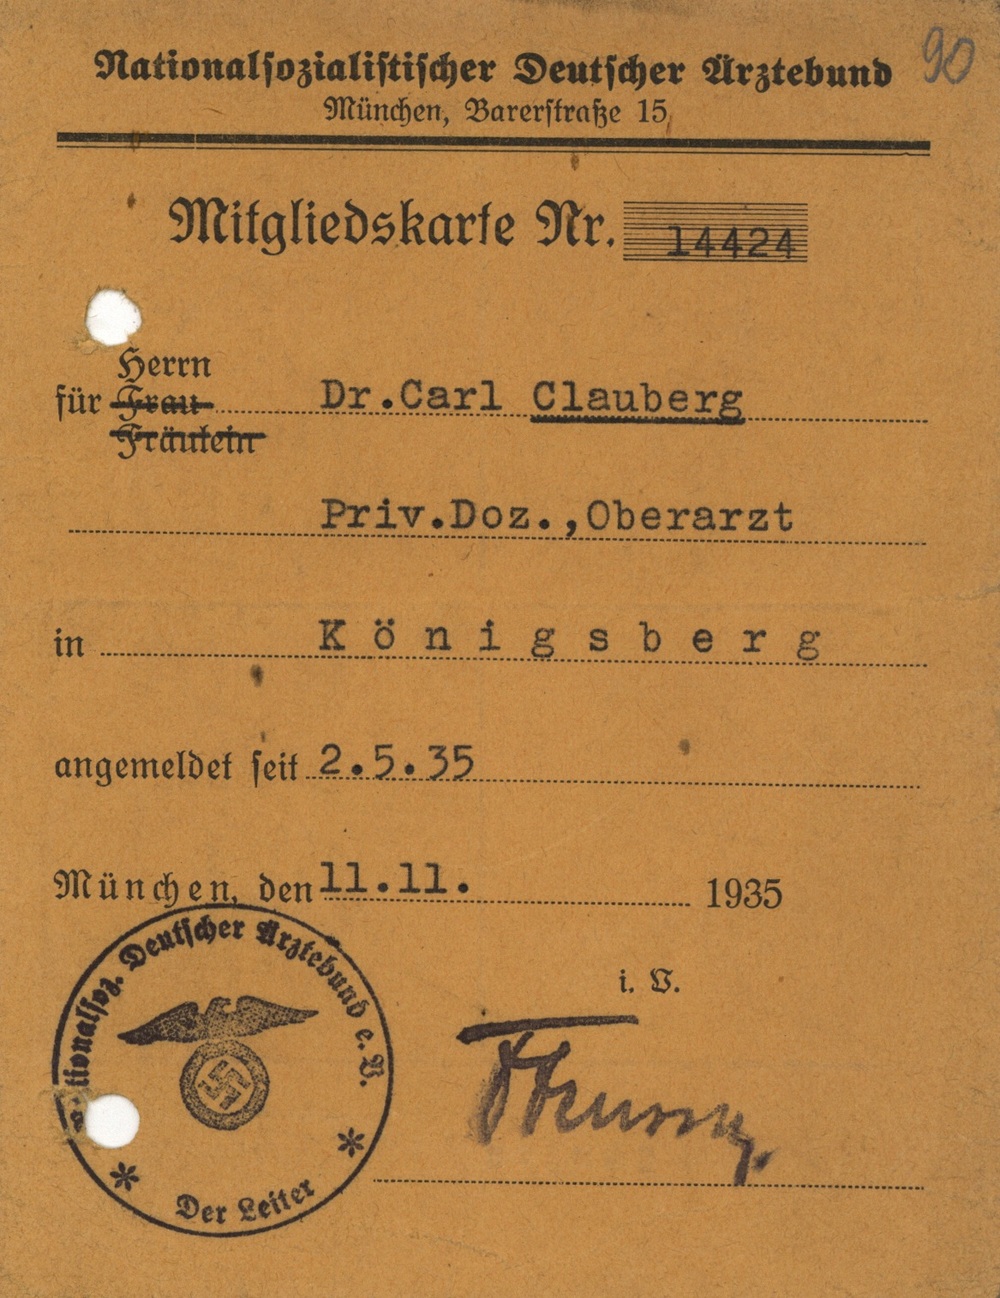 90
Nationalsozialistischer Deutscher Ärztebund
München, Barerstraße 15
Mitgliedskarte Nr. 14424
Herrn
für Frau Dr.Carl Clauberg
Fräulein
Priv.Doz.,Oberarzt
in Königsberg
angemeldet seit 2.5.35
München, den 11.11. 1935
i. V.
Deutscher Ärztebund e. V.
Der Leiter